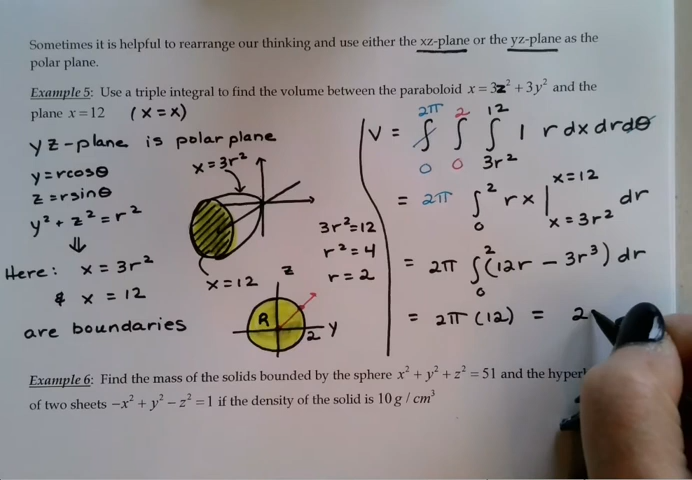 Sometimes it is helpful to rearrange our thinking and use either the xz-plane or the yz-plane as the
polar plane.
Example 5: Use a triple integral to find the volume between the paraboloid x = 3z² + 3y² and the
plane x = 12 (x = x)
YZ-plane is polar plane
y = rcosθ
z = rsinθ
y² + z² = r²
⇓
Here: x = 3r²
& x = 12
are boundaries
x = 3r²
x = 12
3r² = 12
r² = 4
r = 2
Z
R
2
Y
V = ∫₀^2π ∫₀^2 ∫_3r²^12 1 r dx dr dθ
= 2π ∫₀² r x |_{x=3r²}^{x=12} dr
= 2π ∫₀² (12r − 3r³) dr
= 2π (12) = 2
Example 6: Find the mass of the solids bounded by the sphere x² + y² + z² = 51 and the
of two sheets −x² + y² − z² = 1 if the density of the solid is 10 g / cm³